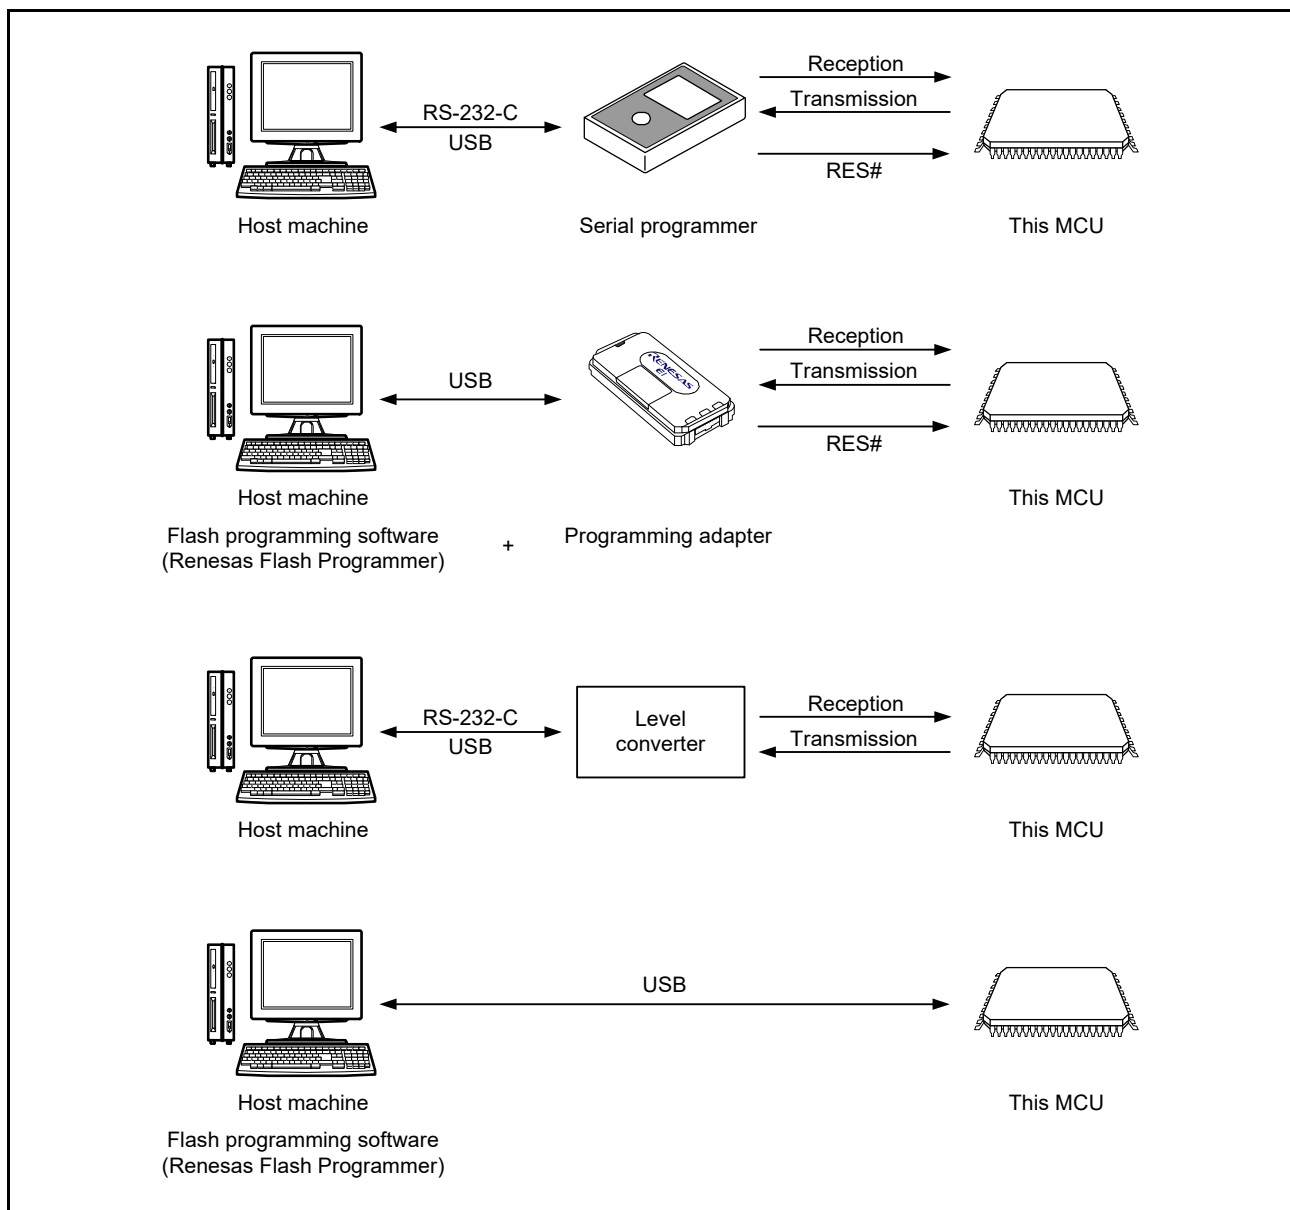 Reception
RS-232-C
Transmission
USB
RES#
Host machine
Serial programmer
This MCU
Reception
USB
Transmission
RENESAS
E1
RES#
Host machine
This MCU
Flash programming software
(Renesas Flash Programmer)
+
Programming adapter
RS-232-C
USB
Level
converter
Reception
Transmission
Host machine
This MCU
USB
Host machine
This MCU
Flash programming software
(Renesas Flash Programmer)